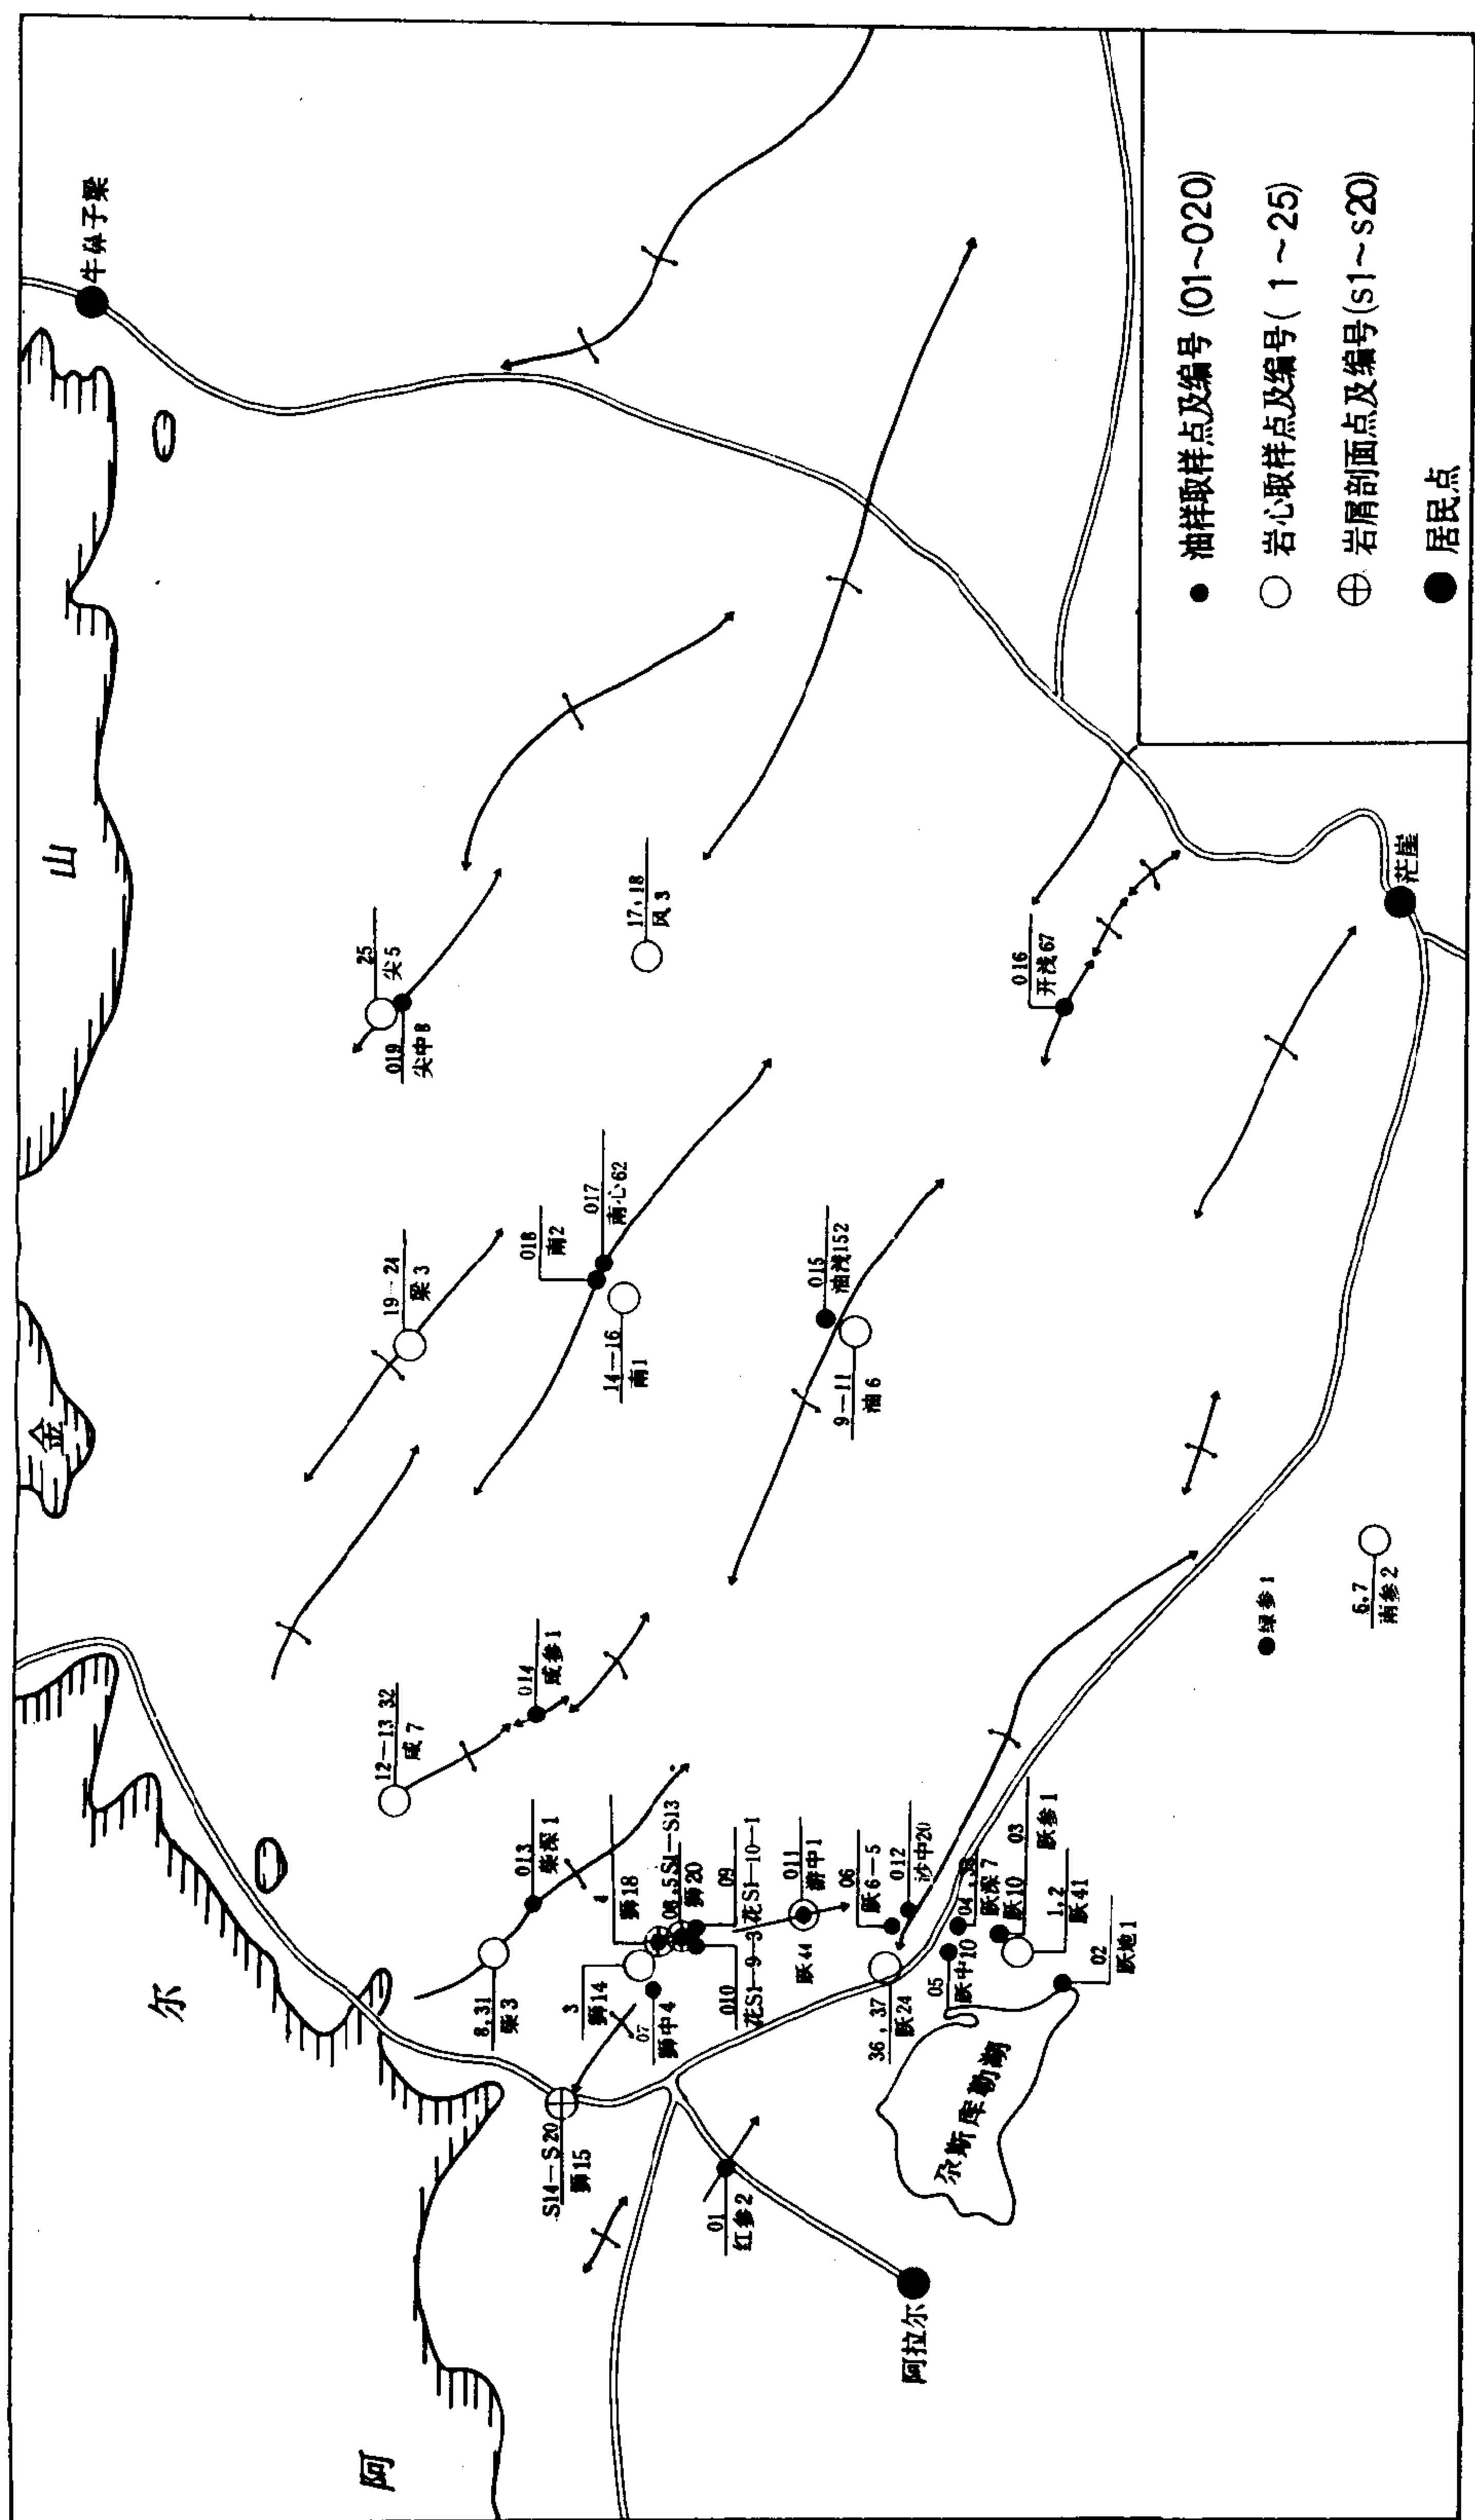 阿
尔
金
山
牛鼻子梁
25
尖5
019
尖中8
17,18
风3
19—24
梁3
018
南2
017
南心62
14—16
南1
015
油浅152
9—11
油6
016
开浅67
茫崖
12—13 32
咸7
014
咸参1
013
柴深1
8,31
柴3
4
狮18
08,5S1—S13
狮20
09
花S1—10—1
010
花S1—9—3
3
狮14
07
狮中4
S14—S20
狮15
011
游中1
跃44
06
跃6—5
012
沙中20
36,37
跃24
跃深7
05
跃中10
03
跃参1
跃10
1,2
跃41
02
跃地1
01
红参2
尕斯库勒湖
阿拉尔
绿参1
6,7
南参2
油样取样点及编号(01~020)
岩心取样点及编号(1~25)
岩屑剖面点及编号(s1~s20)
居民点